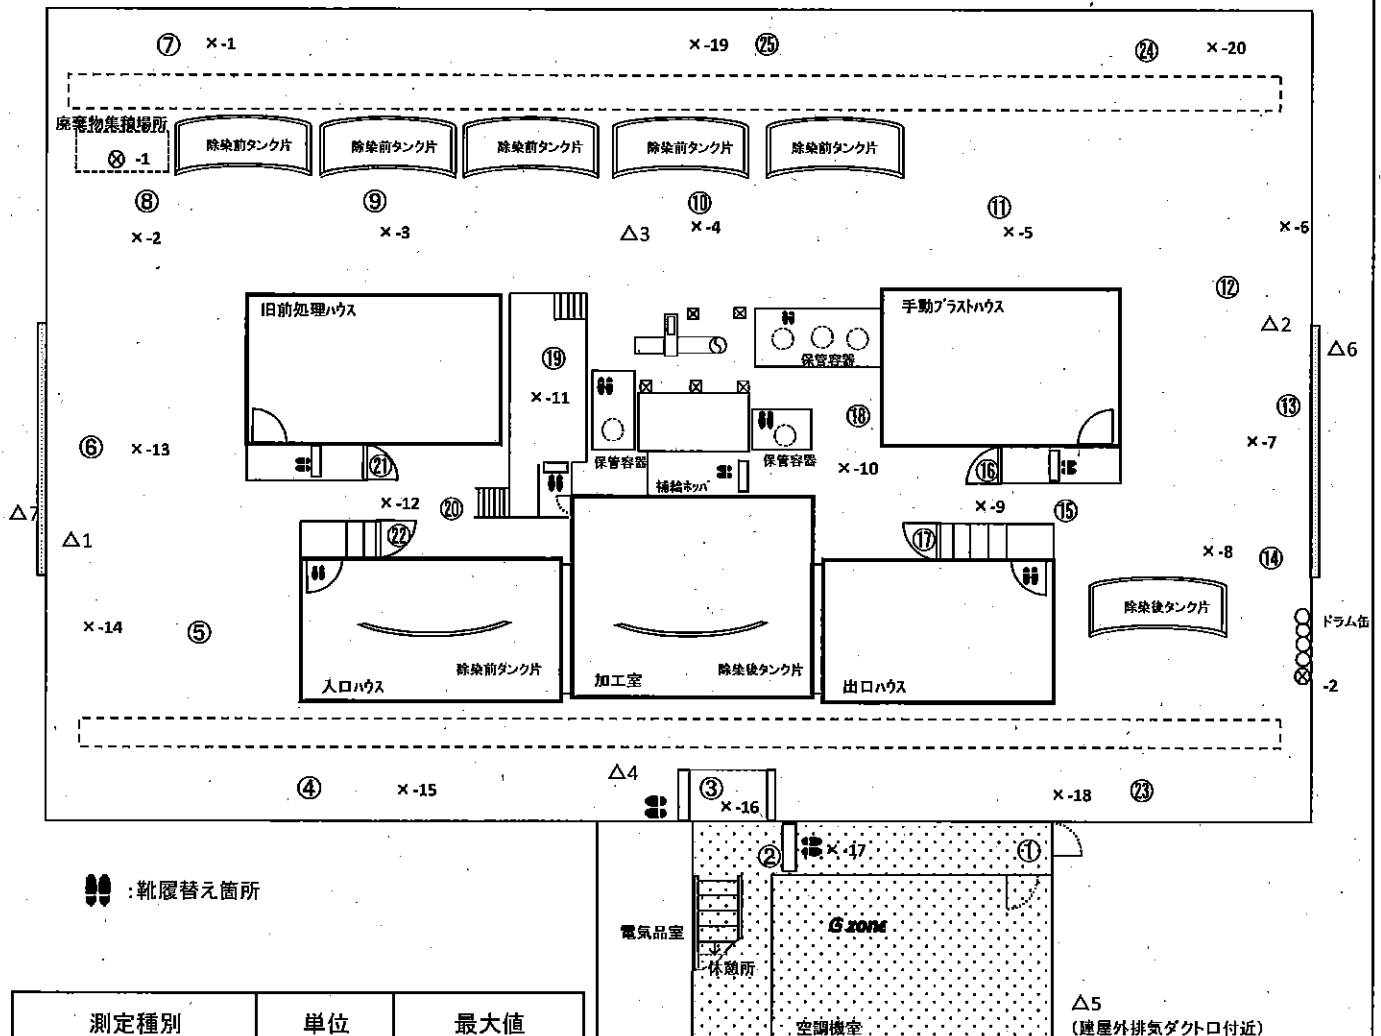 ⑦ ×-1 ×-19 ㉕ ㉔ ×-20
廃棄物集積場所
⊗ -1
除染前タンク片 除染前タンク片 除染前タンク片 除染前タンク片 除染前タンク片
⑧ ⑨ ⑩ ⑪
×-2 ×-3 △3 ×-4 ×-5 ×-6
⑫
旧前処理ハウス 手動ブラストハウス
△2
△6
⑲ 保管容器
×-11 ⑱ ⑬
⑥ ×-13 ×-7
㉑ 保管容器 保管容器 ×-10 ⑯
補給ホッパ
×-12 ⑳ ×-9 ⑮
△7
△1 ㉒ ⑰
×-8 ⑭
除染後タンク片
ドラム缶
×-14 ⑤
除染前タンク片 除染後タンク片
入口ハウス 加工室 出口ハウス
-2
△4
④ ×-15 ③ ×-16 ×-18 ㉓
② ×-17 ①
:靴履替え箇所
G zone
電気品室
休憩所
測定種別 単位 最大値
△5
空調機室
(建屋外排気ダクト口付近)